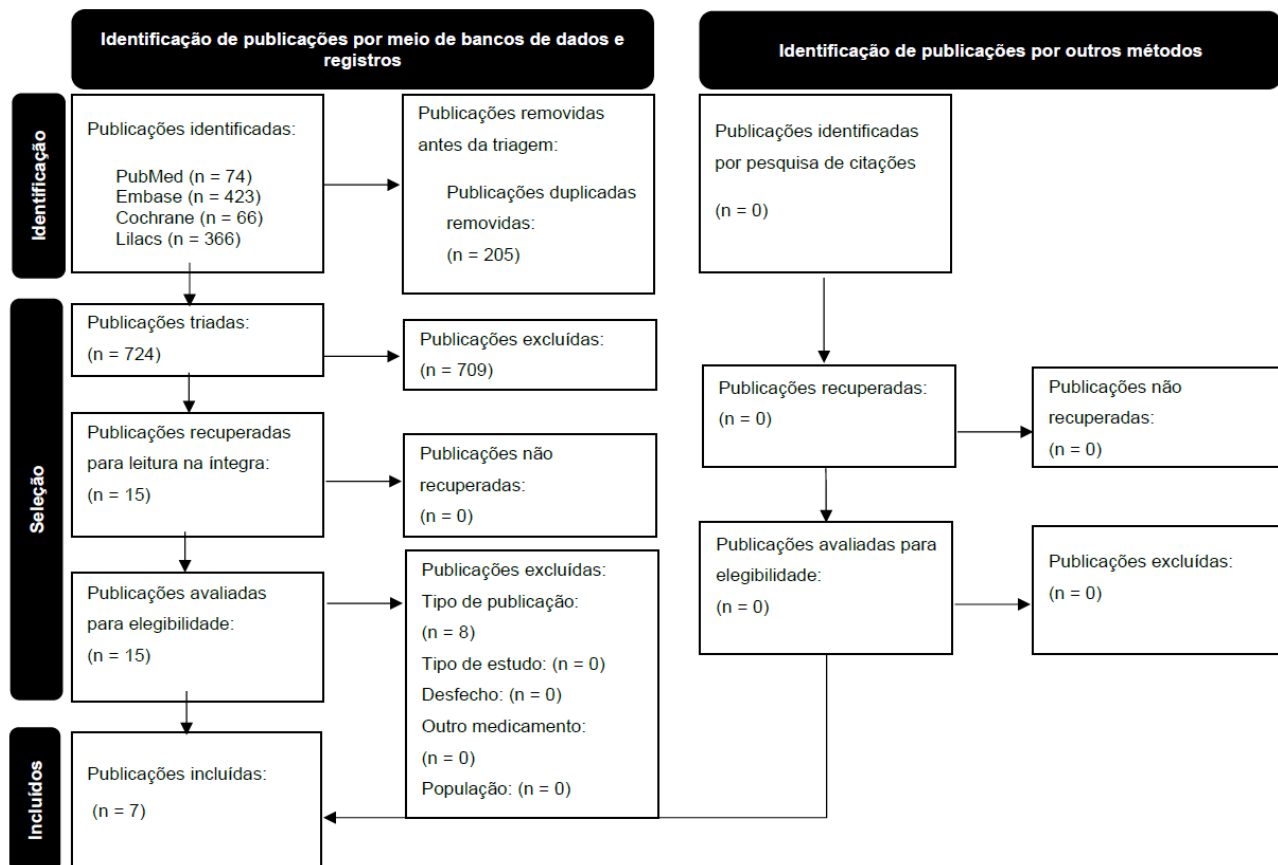 Identificação de publicações por meio de bancos de dados e
registros
Identificação de publicações por outros métodos
Identificação
Publicações identificadas:
PubMed (n = 74)
Embase (n = 423)
Cochrane (n = 66)
Lilacs (n = 366)
Publicações removidas
antes da triagem:
Publicações duplicadas
removidas:
(n = 205)
Publicações identificadas
por pesquisa de citações
(n = 0)
Seleção
Publicações triadas:
(n = 724)
Publicações excluídas:
(n = 709)
Publicações recuperadas
para leitura na íntegra:
(n = 15)
Publicações não
recuperadas:
(n = 0)
Publicações recuperadas:
(n = 0)
Publicações não
recuperadas:
(n = 0)
Publicações avaliadas
para elegibilidade:
(n = 15)
Publicações excluídas:
Tipo de publicação:
(n = 8)
Tipo de estudo: (n = 0)
Desfecho: (n = 0)
Outro medicamento:
(n = 0)
População: (n = 0)
Publicações avaliadas para
elegibilidade:
(n = 0)
Publicações excluídas:
(n = 0)
Incluídos
Publicações incluídas:
(n = 7)